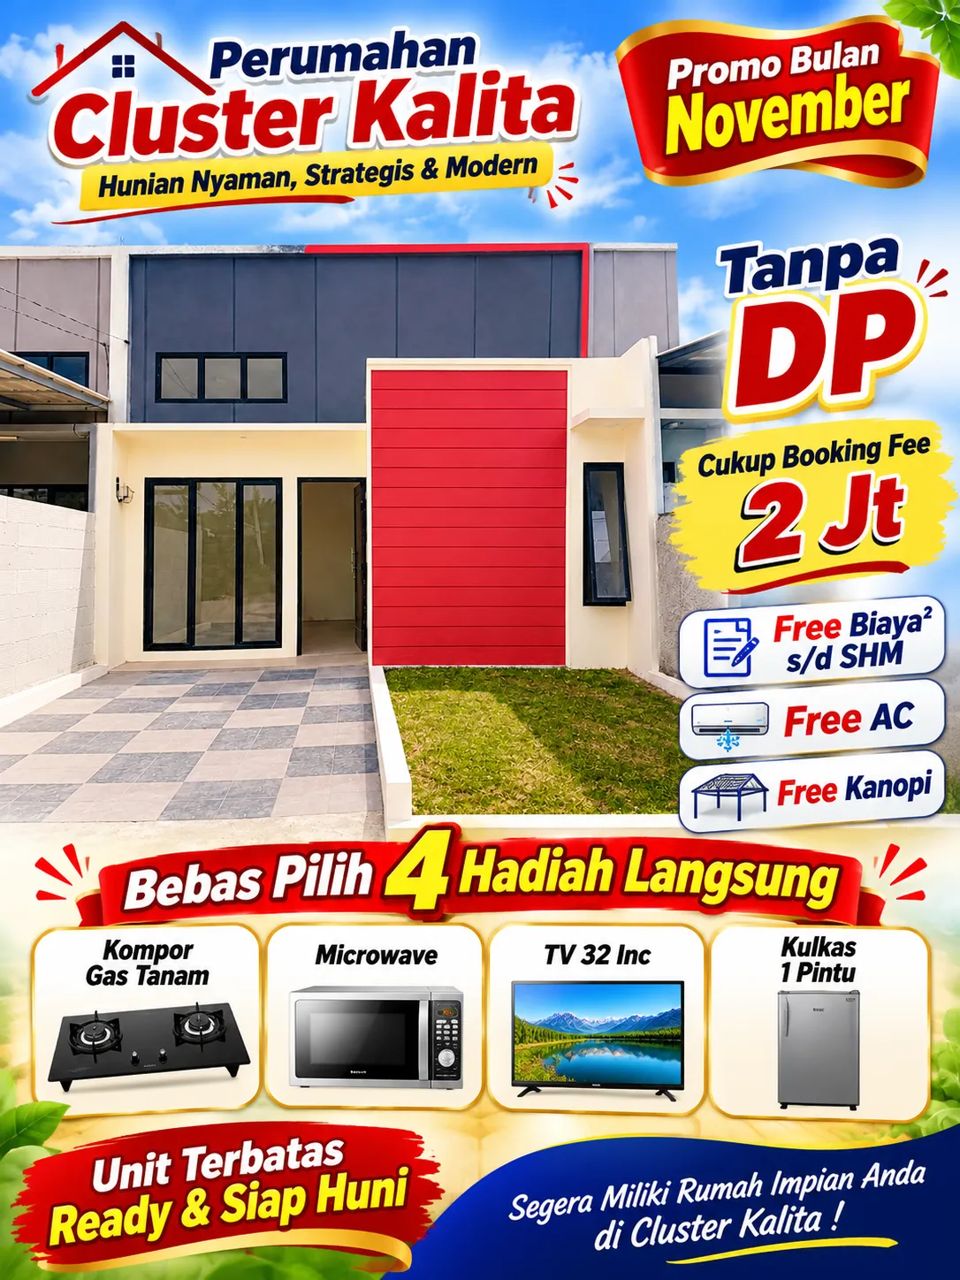 Perumahan
Cluster Kalita
Hunian Nyaman, Strategis & Modern
Promo Bulan
November
Tanpa
DP
Cukup Booking Fee
2 Jt
Free Biaya²
s/d SHM
Free AC
Free Kanopi
Bebas Pilih 4 Hadiah Langsung
Kompor
Gas Tanam
Microwave
TV 32 Inc
Kulkas
1 Pintu
Unit Terbatas
Ready & Siap Huni
Segera Miliki Rumah Impian Anda
di Cluster Kalita !